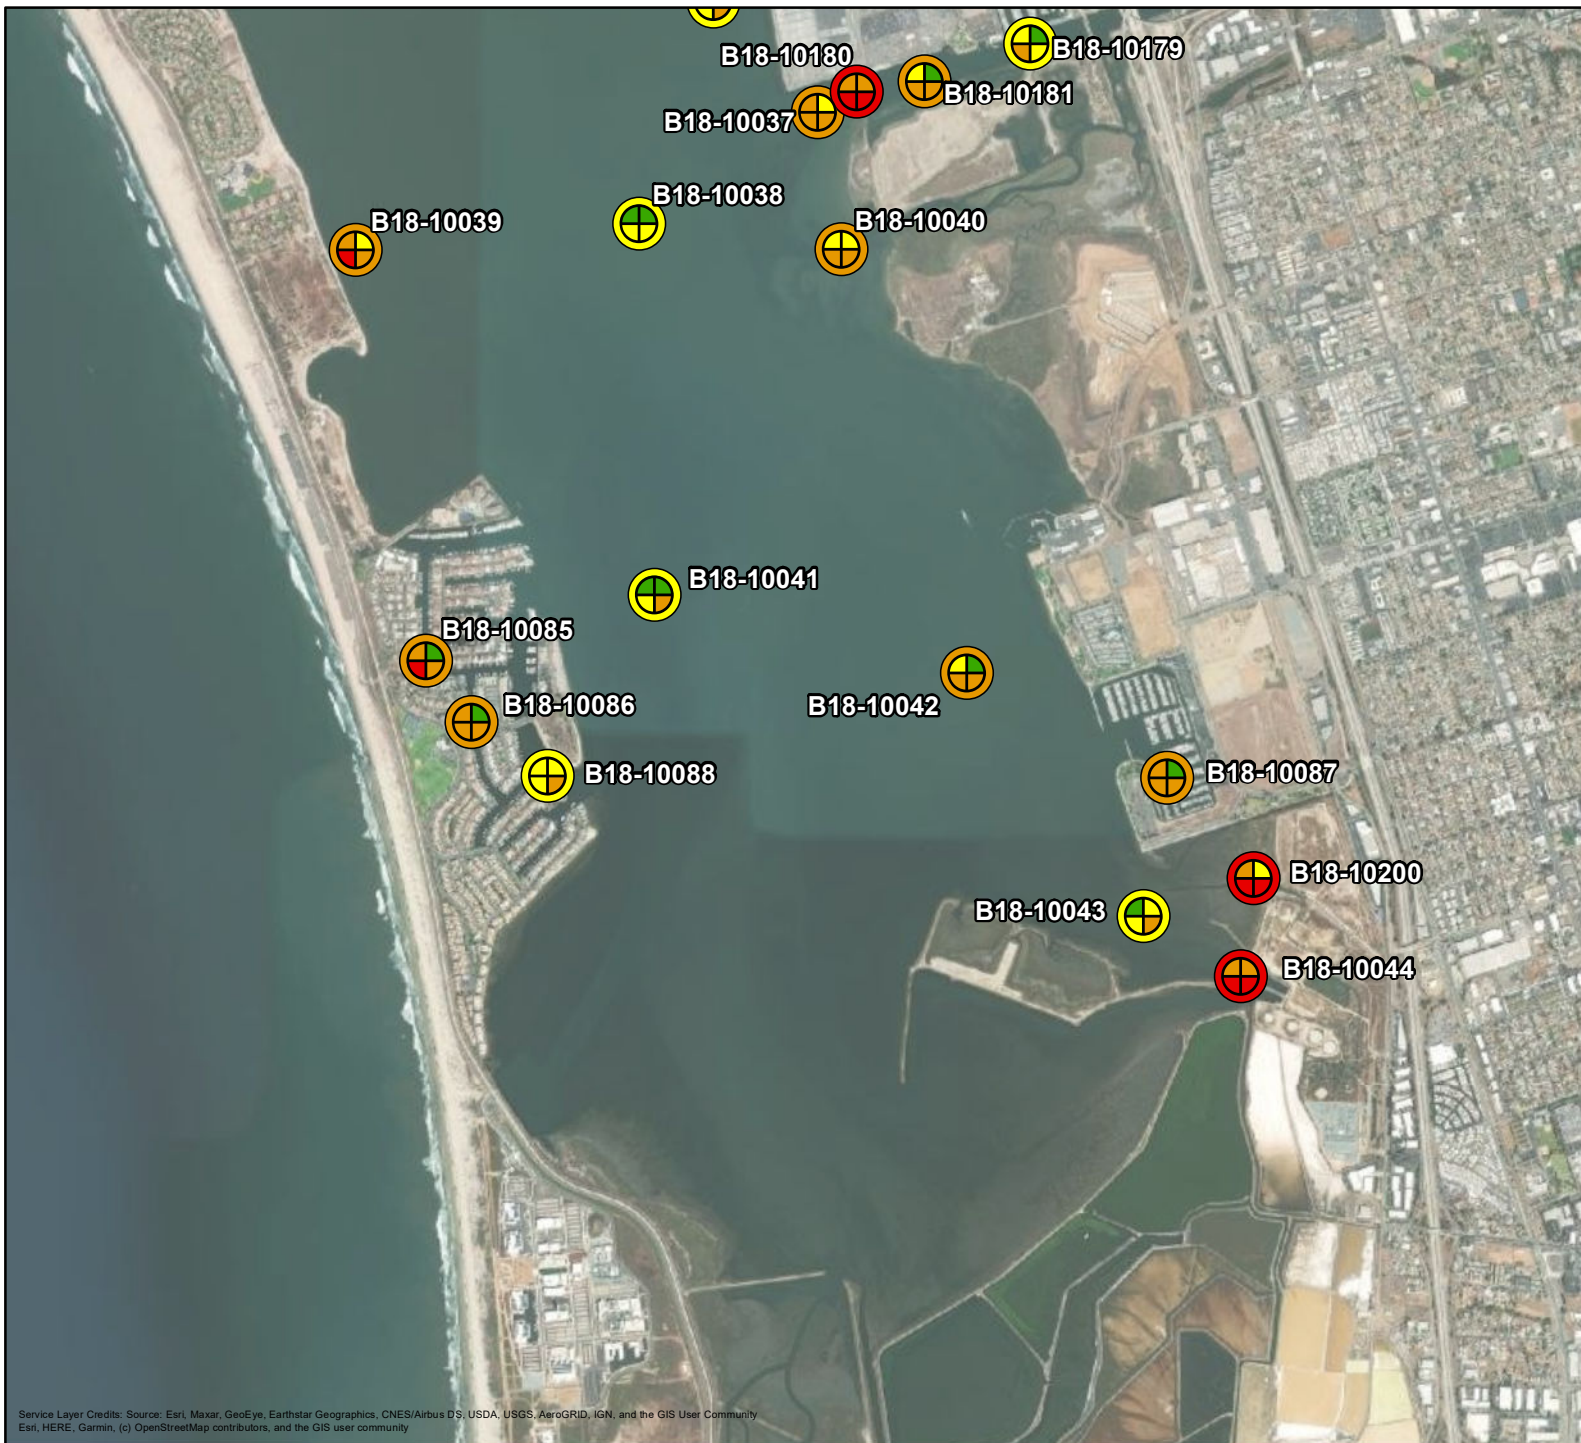 B18-10179
B18-10180
B18-10181
B18-10037
B18-10038
B18-10039
B18-10040
B18-10041
B18-10085
B18-10086
B18-10042
B18-10088
B18-10087
B18-10200
B18-10043
B18-10044
Service Layer Credits: Source: Esri, Maxar, GeoEye, Earthstar Geographics, CNES/Airbus DS, USDA, USGS, AeroGRID, IGN, and the GIS User Community
Esri, HERE, Garmin, (c) OpenStreetMap contributors, and the GIS user community